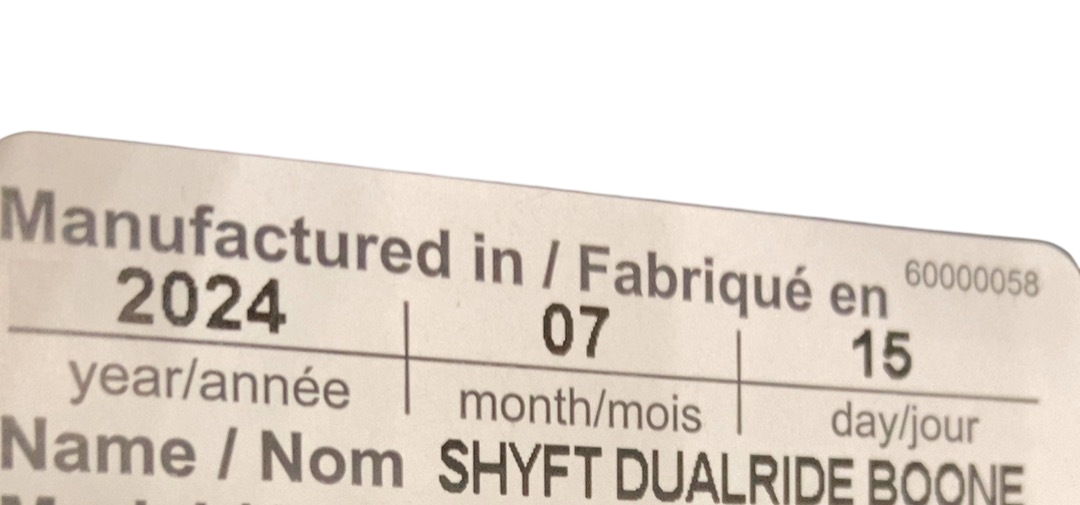 Manufactured in / Fabriqué en 60000058
2024 07 15
year/année month/mois day/jour
Name / Nom SHYFT DUALRIDE BOONE